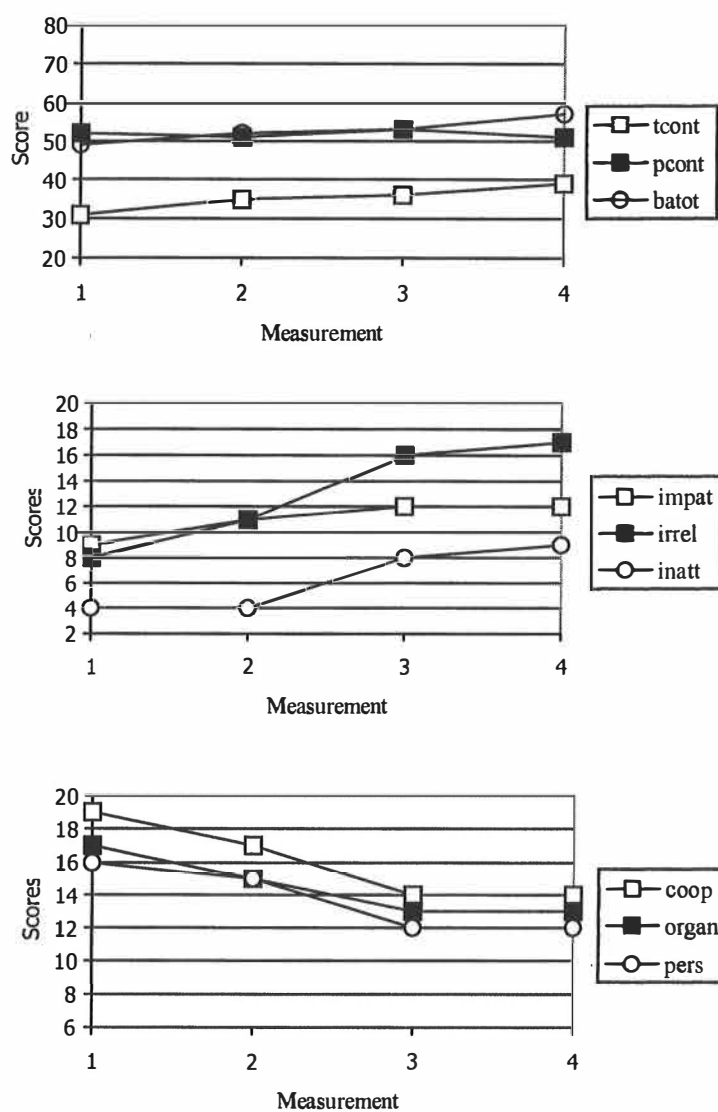 80
70
60
50
40
30
20
Score
1 2 3 4
Measurement
tcont
pcont
batot
20
18
16
14
12
10
8
6
4
2
Scores
1 2 3 4
Measurement
impat
irrel
inatt
20
18
16
14
12
10
8
6
Scores
1 2 3 4
Measurement
coop
organ
pers